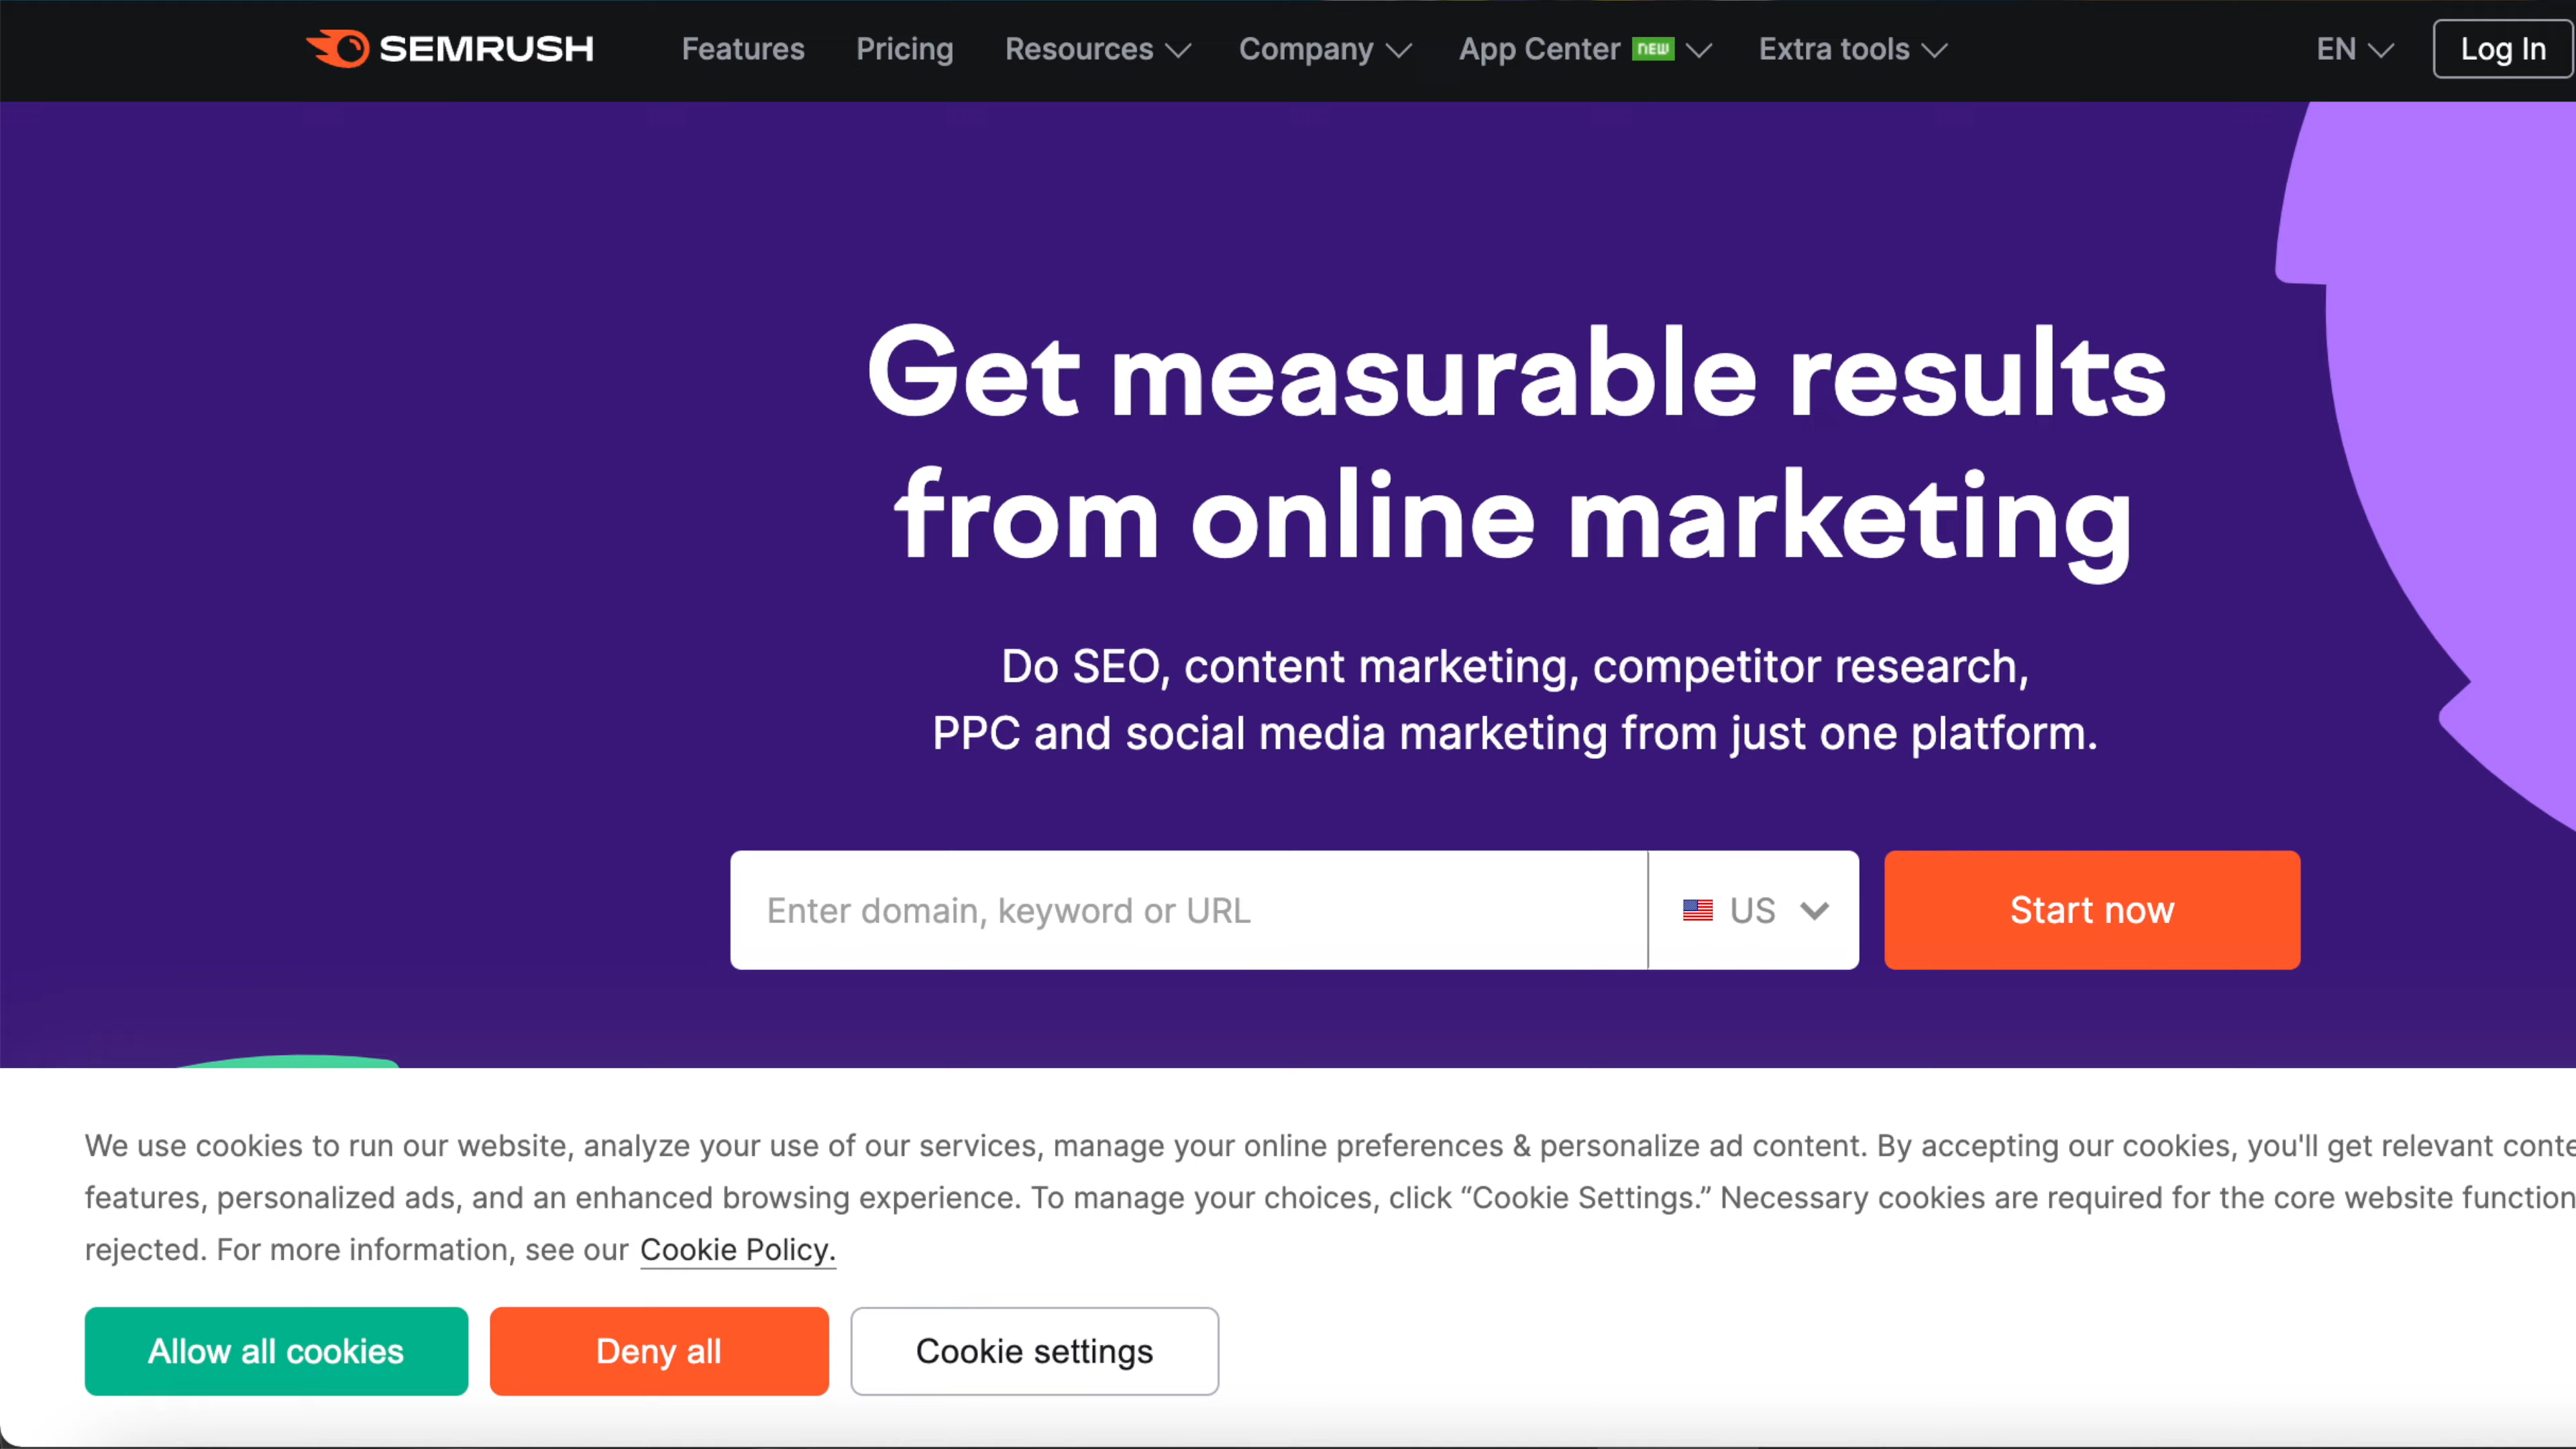 SEMRUSH Features Pricing Resources Company App Center NEW Extra tools EN Log In
Get measurable results
from online marketing
Do SEO, content marketing, competitor research,
PPC and social media marketing from just one platform.
Enter domain, keyword or URL US Start now
We use cookies to run our website, analyze your use of our services, manage your online preferences & personalize ad content. By accepting our cookies, you'll get relevant
features, personalized ads, and an enhanced browsing experience. To manage your choices, click “Cookie Settings.” Necessary cookies are required for the core website
rejected. For more information, see our Cookie Policy.
Allow all cookies Deny all Cookie settings